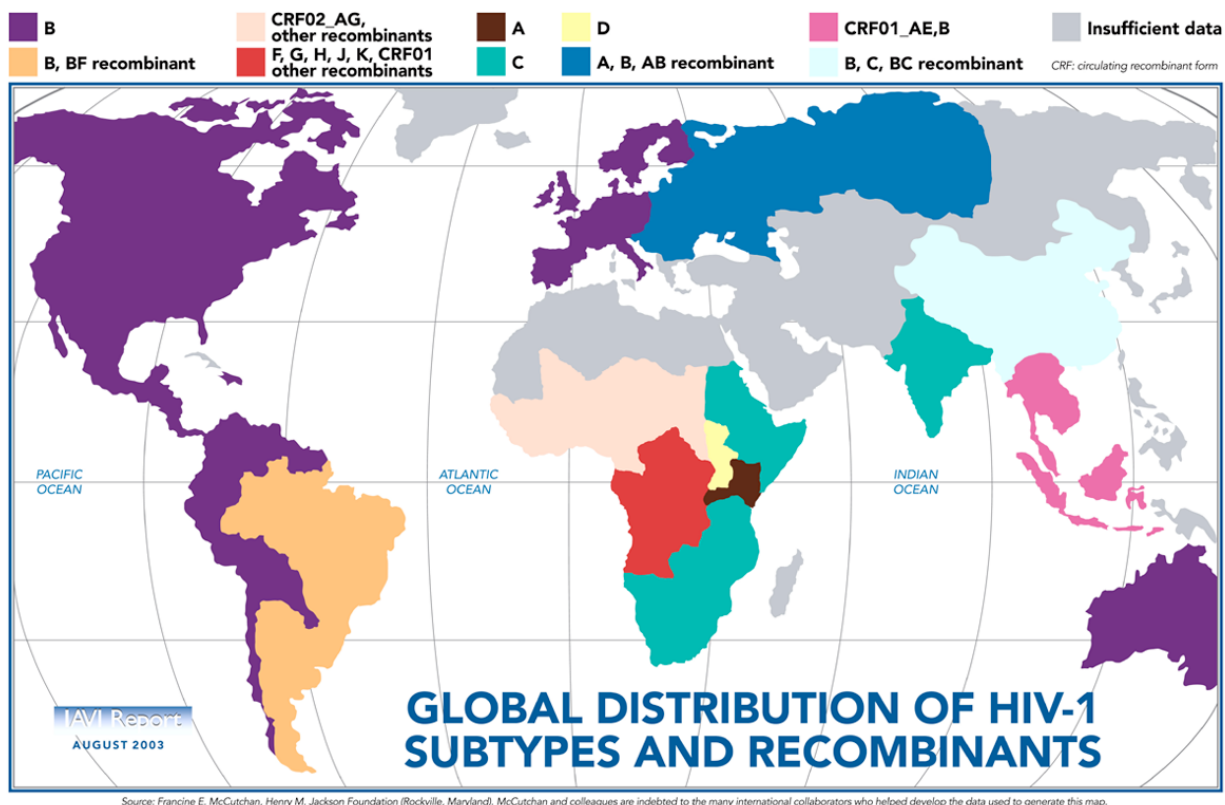 B
B, BF recombinant
CRF02_AG,
other recombinants
F, G, H, J, K, CRF01
other recombinants
A
C
D
A, B, AB recombinant
CRF01_AE,B
B, C, BC recombinant
Insufficient data
CRF: circulating recombinant form
PACIFIC
OCEAN
ATLANTIC
OCEAN
INDIAN
OCEAN
IAVI Report
AUGUST 2003
GLOBAL DISTRIBUTION OF HIV-1
SUBTYPES AND RECOMBINANTS
Source: Francine E. McCutchan, Henry M. Jackson Foundation (Rockville, Maryland). McCutchan and colleagues are indebted to the many international collaborators who helped develop the data used to generate this map.